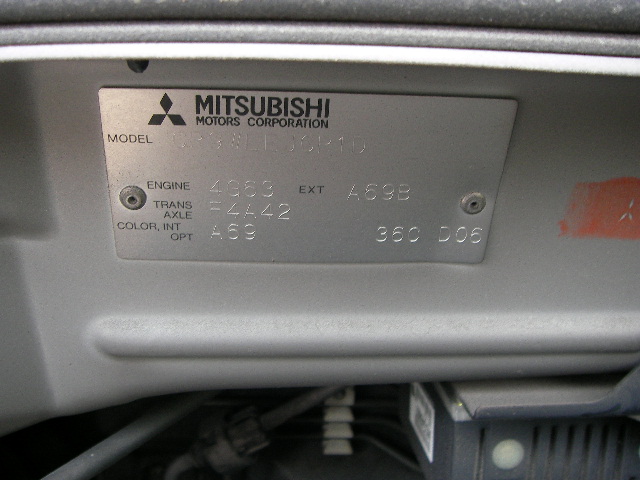 MITSUBISHI
MOTORS CORPORATION
MODEL
ENGINE 4G63 EXT A69B
TRANS AXLE F4A42
COLOR, INT OPT A69 360 D06